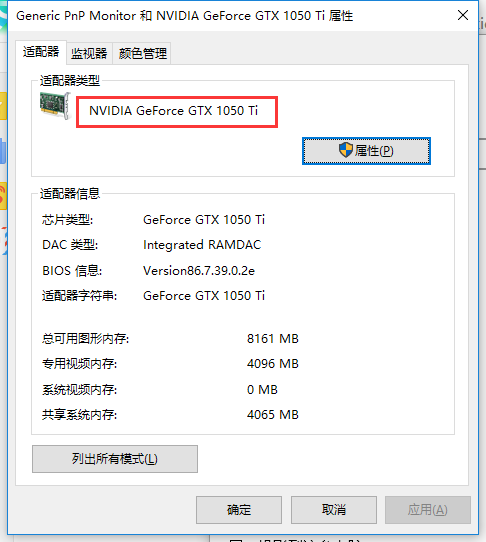 Generic PnP Monitor 和 NVIDIA GeForce GTX 1050 Ti 属性
适配器 监视器 颜色管理
适配器类型
NVIDIA GeForce GTX 1050 Ti
属性(P)
适配器信息
芯片类型: GeForce GTX 1050 Ti
DAC 类型: Integrated RAMDAC
BIOS 信息: Version86.7.39.0.2e
适配器字符串: GeForce GTX 1050 Ti
总可用图形内存: 8161 MB
专用视频内存: 4096 MB
系统视频内存: 0 MB
共享系统内存: 4065 MB
列出所有模式(L)
确定 取消 应用(A)